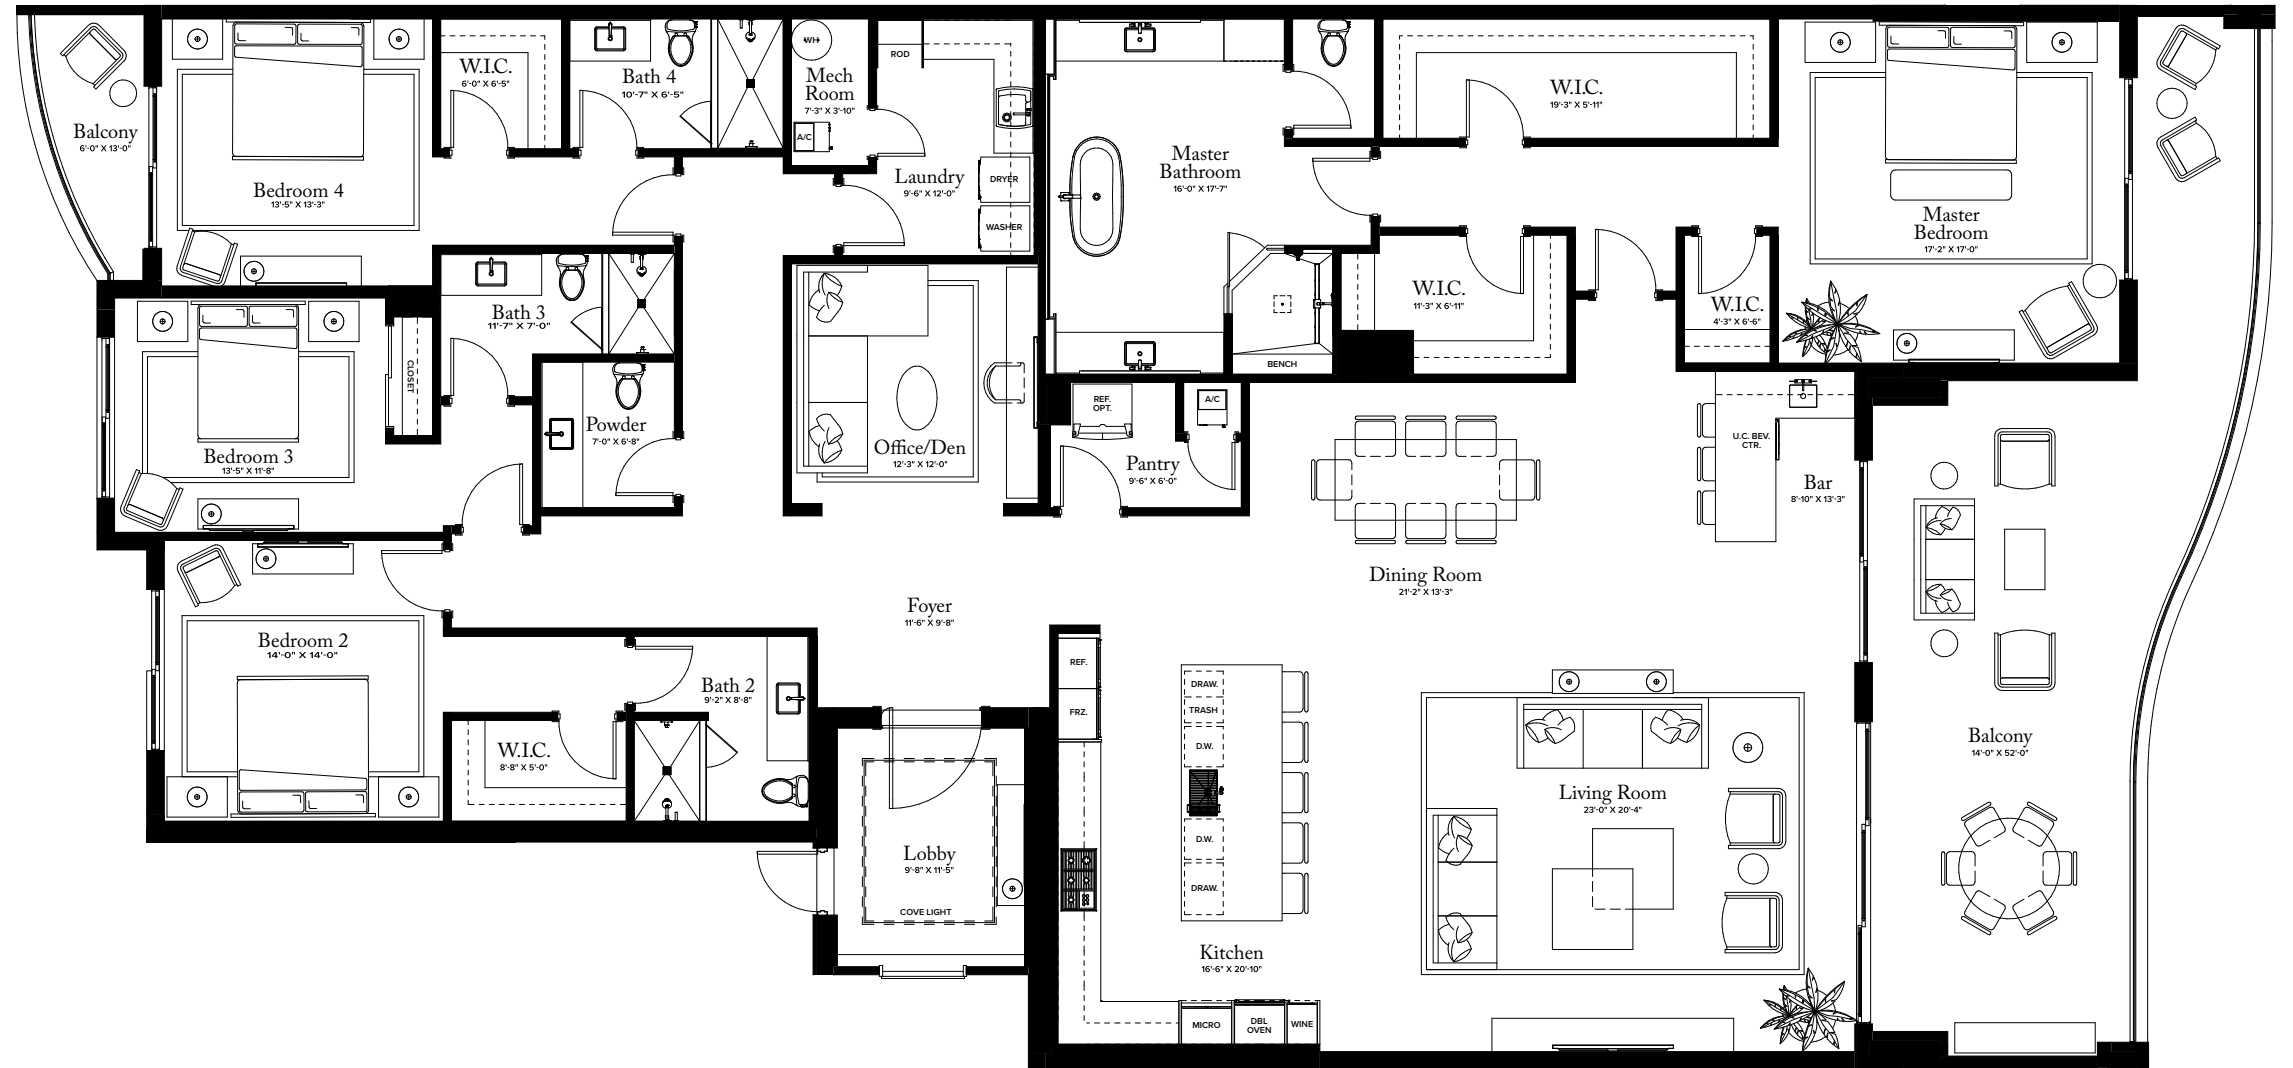 Balcony
6'-0" X 13'-0"
Bedroom 4
13'-5" X 13'-3"
W.I.C.
6'-0" X 6'-5"
Bath 4
10'-7" X 6'-5"
WH
Mech
Room
7'-3" X 3'-10"
A/C
ROD
Laundry
9'-6" X 12'-0"
DRYER
WASHER
Master
Bathroom
16'-0" X 17'-7"
BENCH
W.I.C.
19'-3" X 5'-11"
W.I.C.
11'-3" X 6'-11"
W.I.C.
4'-3" X 6'-6"
Master
Bedroom
17'-2" X 17'-0"
Bedroom 3
13'-5" X 11'-8"
CLOSET
Bath 3
11'-7" X 7'-0"
Powder
7'-0" X 6'-8"
Office/Den
12'-3" X 12'-0"
REF.
OPT.
A/C
Pantry
9'-6" X 6'-0"
Dining Room
21'-2" X 13'-3"
U.C. BEV.
CTR.
Bar
8'-10" X 13'-3"
Bedroom 2
14'-0" X 14'-0"
W.I.C.
8'-8" X 5'-0"
Bath 2
9'-2" X 8'-8"
Foyer
11'-6" X 9'-8"
Lobby
9'-8" X 11'-5"
COVE LIGHT
REF.
FRZ.
DRAW.
TRASH
D.W.
D.W.
DRAW.
Kitchen
16'-6" X 20'-10"
MICRO
DBL
OVEN
WINE
Living Room
23'-0" X 20'-4"
Balcony
14'-0" X 52'-0"